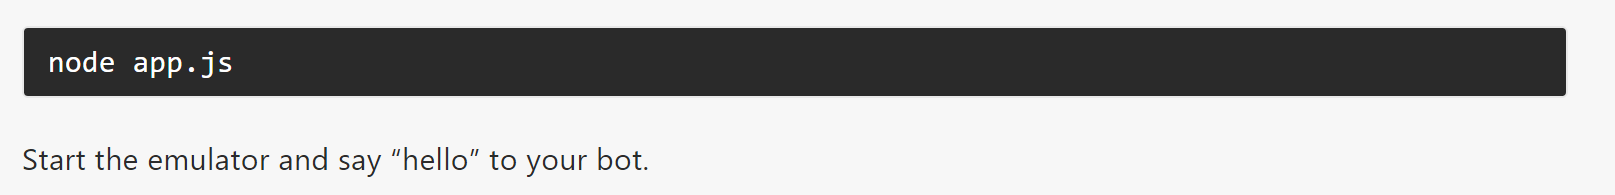 node app.js
Start the emulator and say “hello” to your bot.